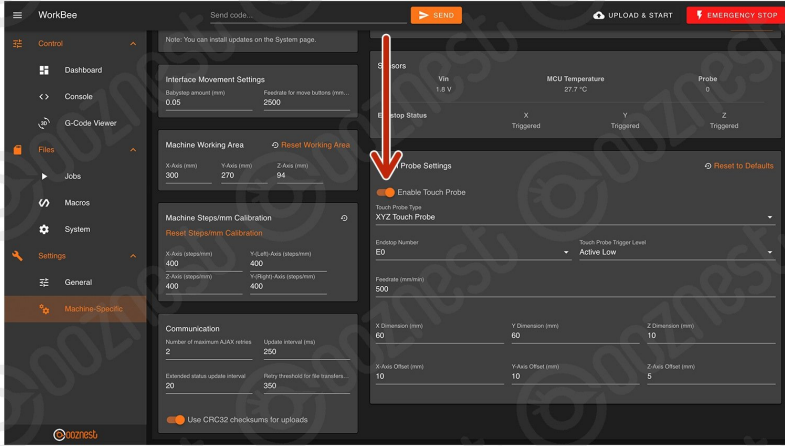 WorkBee
Send code...
SEND
UPLOAD & START
EMERGENCY STOP
Control
Dashboard
Console
G-Code Viewer
Files
Jobs
Macros
System
Settings
General
Machine-Specific
ooznest
Note: You can install updates on the System page.
Interface Movement Settings
Babystep amount (mm) Feedrate for move buttons (mm...
0.05 2500
Machine Working Area Reset Working Area
X-Axis (mm) Y-Axis (mm) Z-Axis (mm)
300 270 94
Machine Steps/mm Calibration
Reset Steps/mm Calibration
X-Axis (steps/mm) Y-(Left)-Axis (steps/mm)
400 400
Z-Axis (steps/mm) Y-(Right)-Axis (steps/mm)
400 400
Communication
Number of maximum AJAX retries Update interval (ms)
2 250
Extended status update interval Retry threshold for file transfers...
20 350
Use CRC32 checksums for uploads
Vin MCU Temperature Probe
1.8 V 27.7 °C 0
Status X Y Z
Triggered Triggered Triggered
Probe Settings Reset to Defaults
Enable Touch Probe
Touch Probe Type
XYZ Touch Probe
Endstop Number Touch Probe Trigger Level
E0 Active Low
Feedrate (mm/min)
500
X Dimension (mm) Y Dimension (mm) Z Dimension (mm)
60 60 10
X-Axis Offset (mm) Y-Axis Offset (mm) Z-Axis Offset (mm)
10 10 5